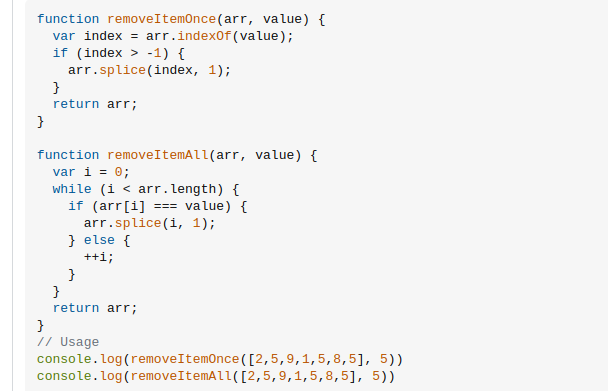 function removeItemOnce(arr, value) {
  var index = arr.indexOf(value);
  if (index > -1) {
    arr.splice(index, 1);
  }
  return arr;
}

function removeItemAll(arr, value) {
  var i = 0;
  while (i < arr.length) {
    if (arr[i] === value) {
      arr.splice(i, 1);
    } else {
      ++i;
    }
  }
  return arr;
}
// Usage
console.log(removeItemOnce([2,5,9,1,5,8,5], 5))
console.log(removeItemAll([2,5,9,1,5,8,5], 5))